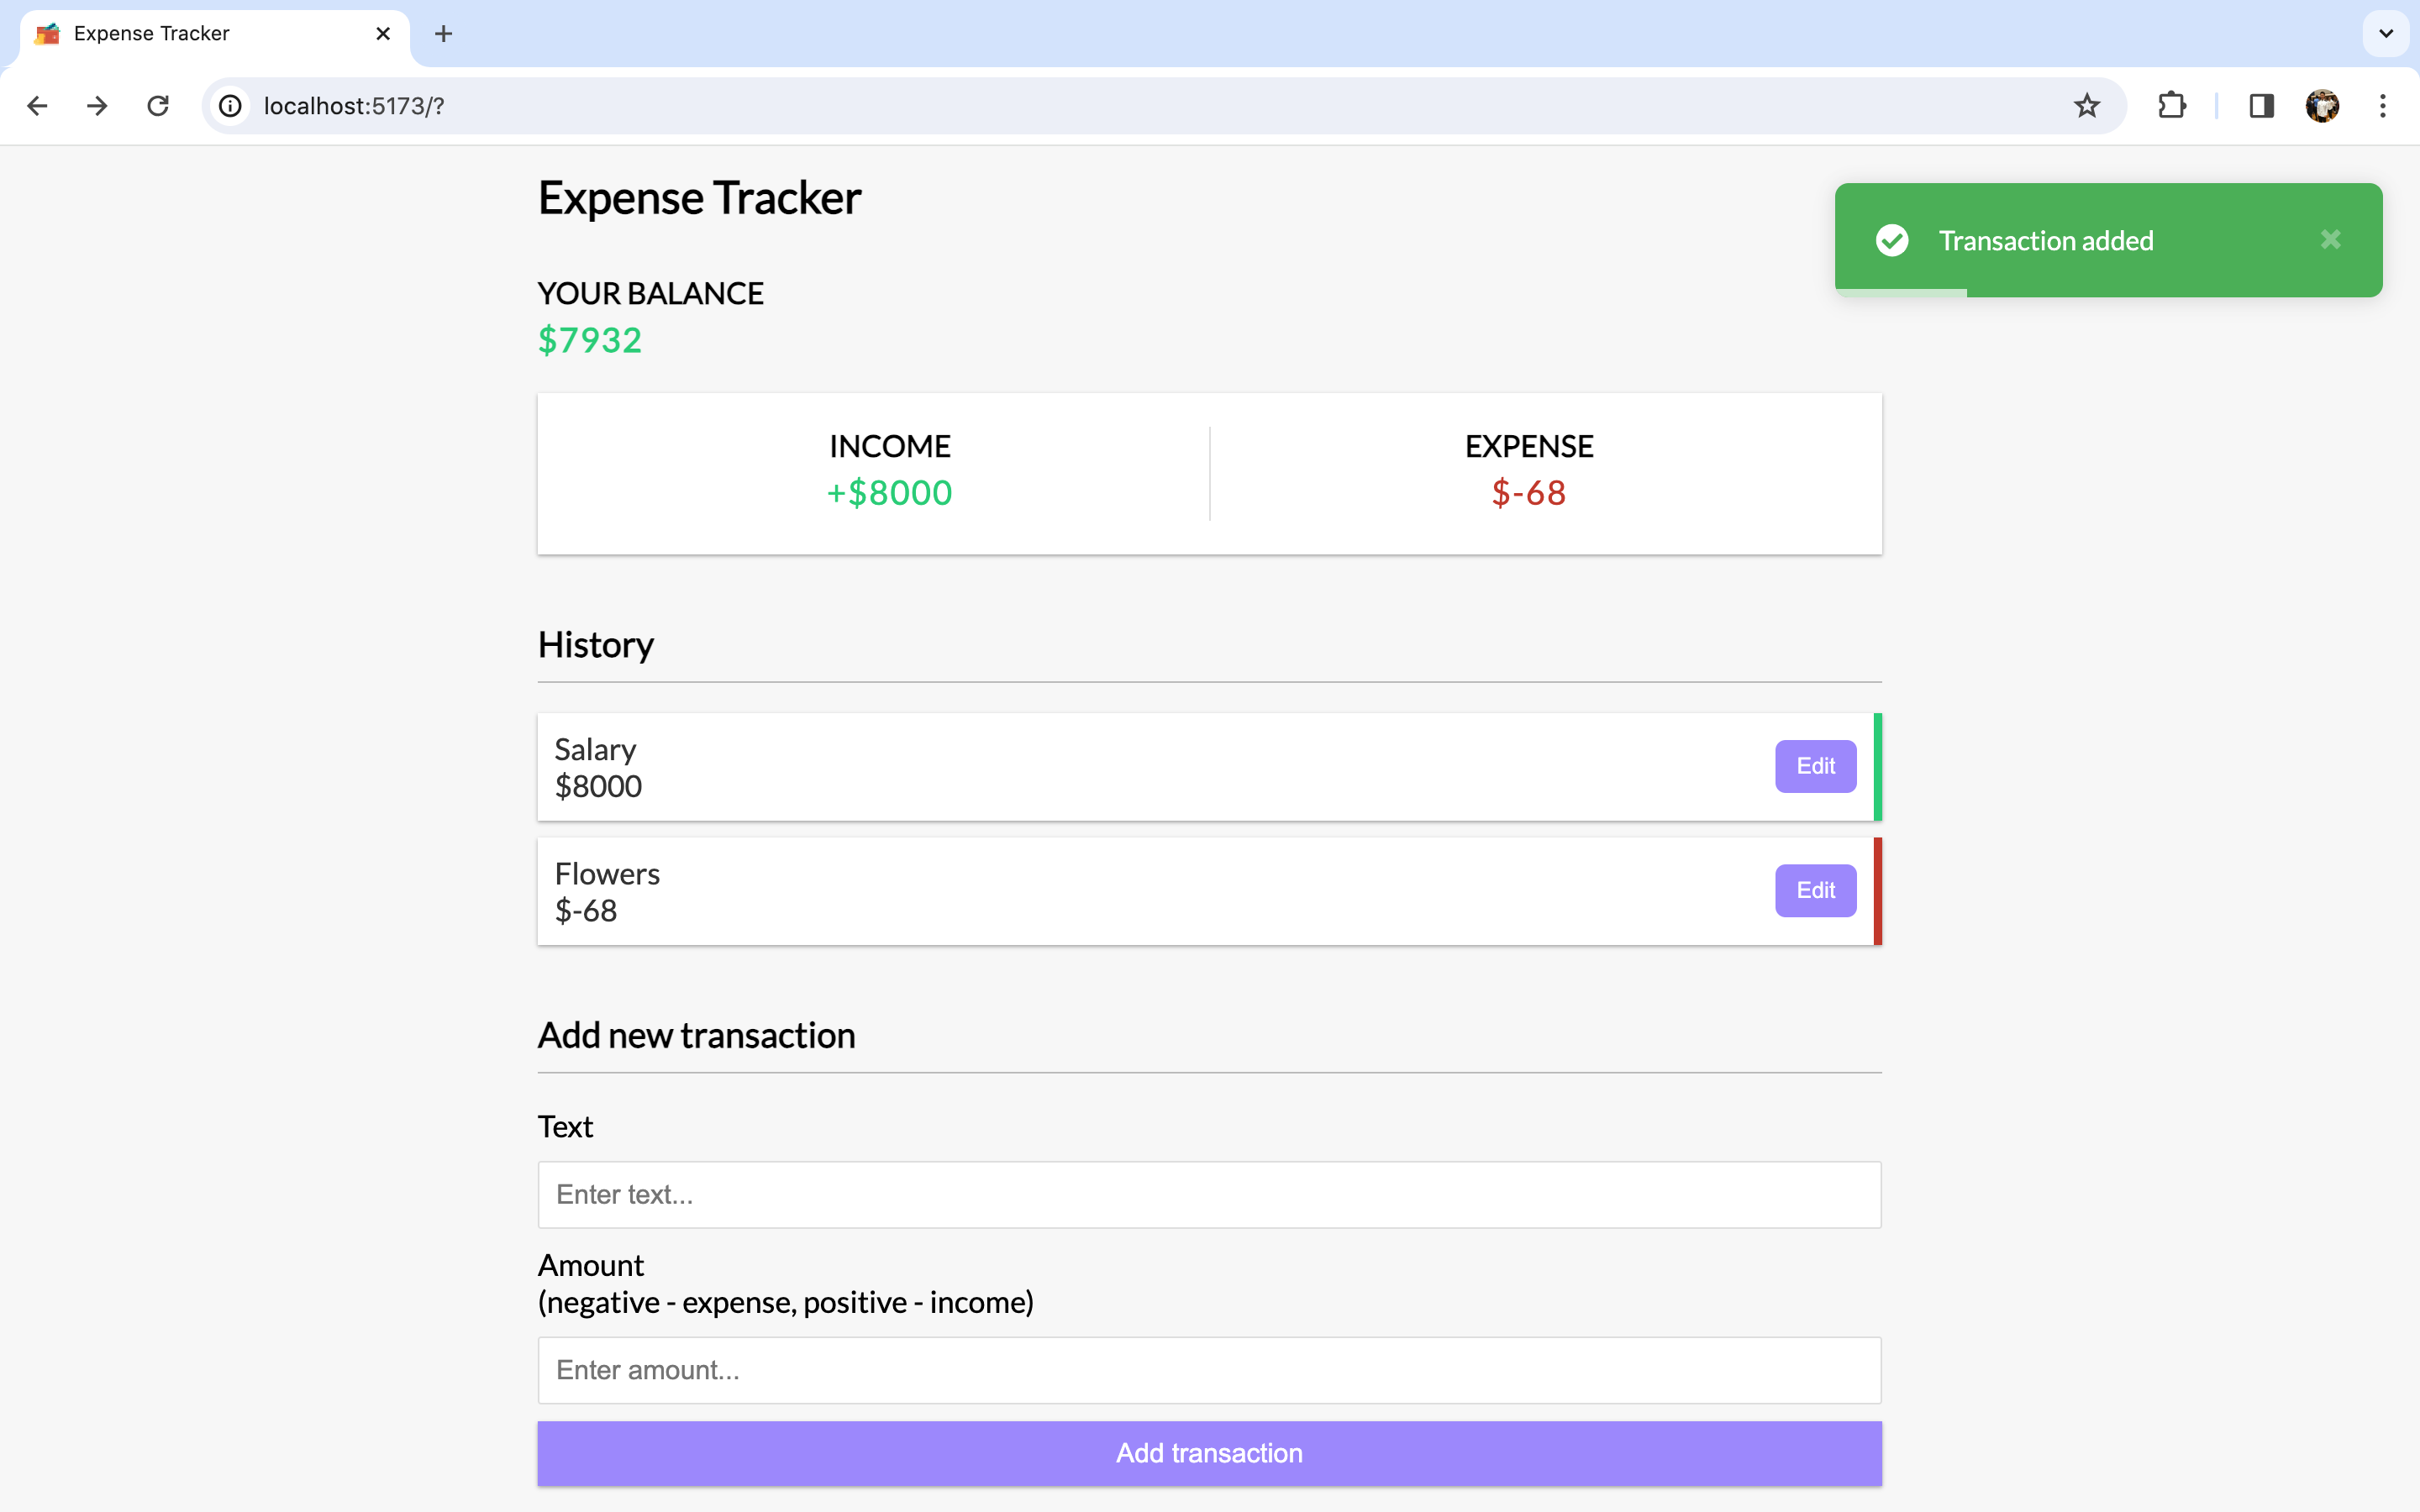 Expense Tracker
localhost:5173/?
Expense Tracker
Transaction added
YOUR BALANCE
$7932
INCOME
+$8000
EXPENSE
$-68
History
Salary
$8000
Edit
Flowers
$-68
Edit
Add new transaction
Text
Enter text...
Amount
(negative - expense, positive - income)
Enter amount...
Add transaction